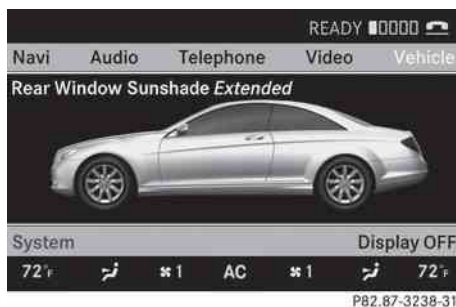 READY
Navi Audio Telephone Video Vehicle
Rear Window Sunshade Extended
System Display OFF
72°F 1 AC 1 72°F
P82.87-3238-31